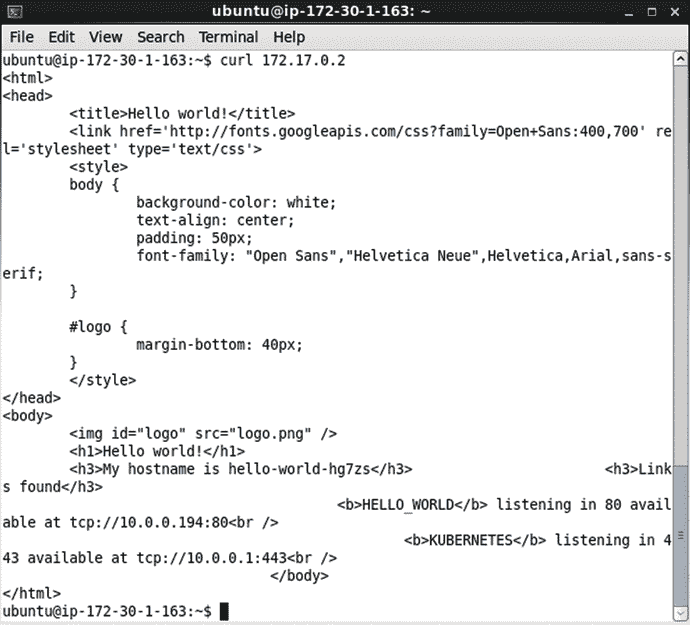 ubuntu@ip-172-30-1-163: ~
File Edit View Search Terminal Help
ubuntu@ip-172-30-1-163:~$ curl 172.17.0.2
<html>
<head>
        <title>Hello world!</title>
        <link href='http://fonts.googleapis.com/css?family=Open+Sans:400,700' re
l='stylesheet' type='text/css'>
        <style>
        body {
                background-color: white;
                text-align: center;
                padding: 50px;
                font-family: "Open Sans","Helvetica Neue",Helvetica,Arial,sans-s
erif;
        }

        #logo {
                margin-bottom: 40px;
        }
        </style>
</head>
<body>
        <img id="logo" src="logo.png" />
        <h1>Hello world!</h1>
        <h3>My hostname is hello-world-hg7zs</h3>                       <h3>Link
s found</h3>
                                        <b>HELLO_WORLD</b> listening in 80 avail
able at tcp://10.0.0.194:80<br />
                                                <b>KUBERNETES</b> listening in 4
43 available at tcp://10.0.0.1:443<br />
                                </body>
</html>
ubuntu@ip-172-30-1-163:~$